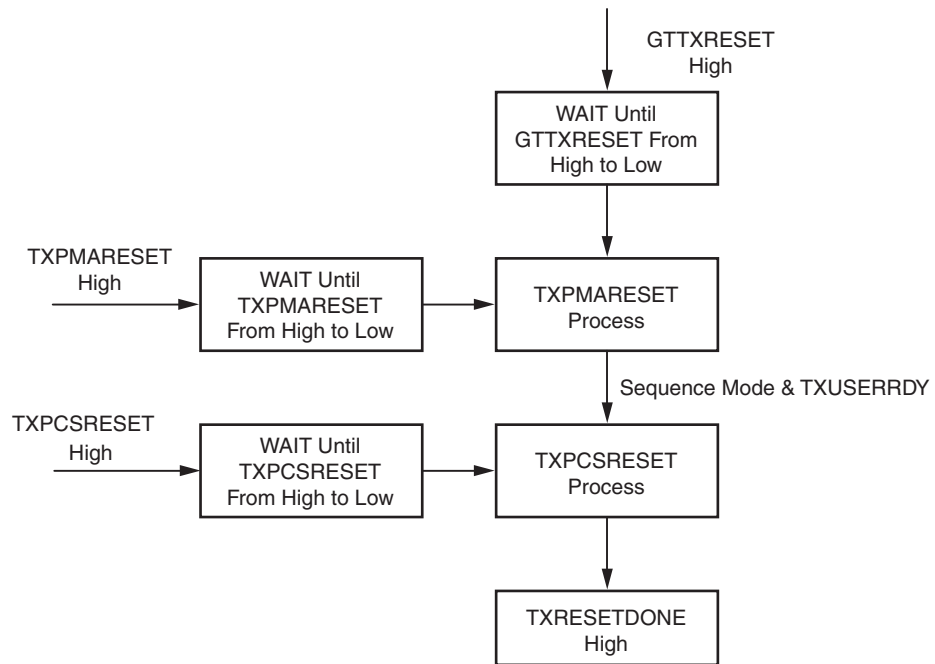 GTTXRESET
High
WAIT Until
GTTXRESET From
High to Low
TXPMARESET
High
WAIT Until
TXPMARESET
From High to Low
TXPMARESET
Process
Sequence Mode & TXUSERRDY
TXPCSRESET
High
WAIT Until
TXPCSRESET
From High to Low
TXPCSRESET
Process
TXRESETDONE
High